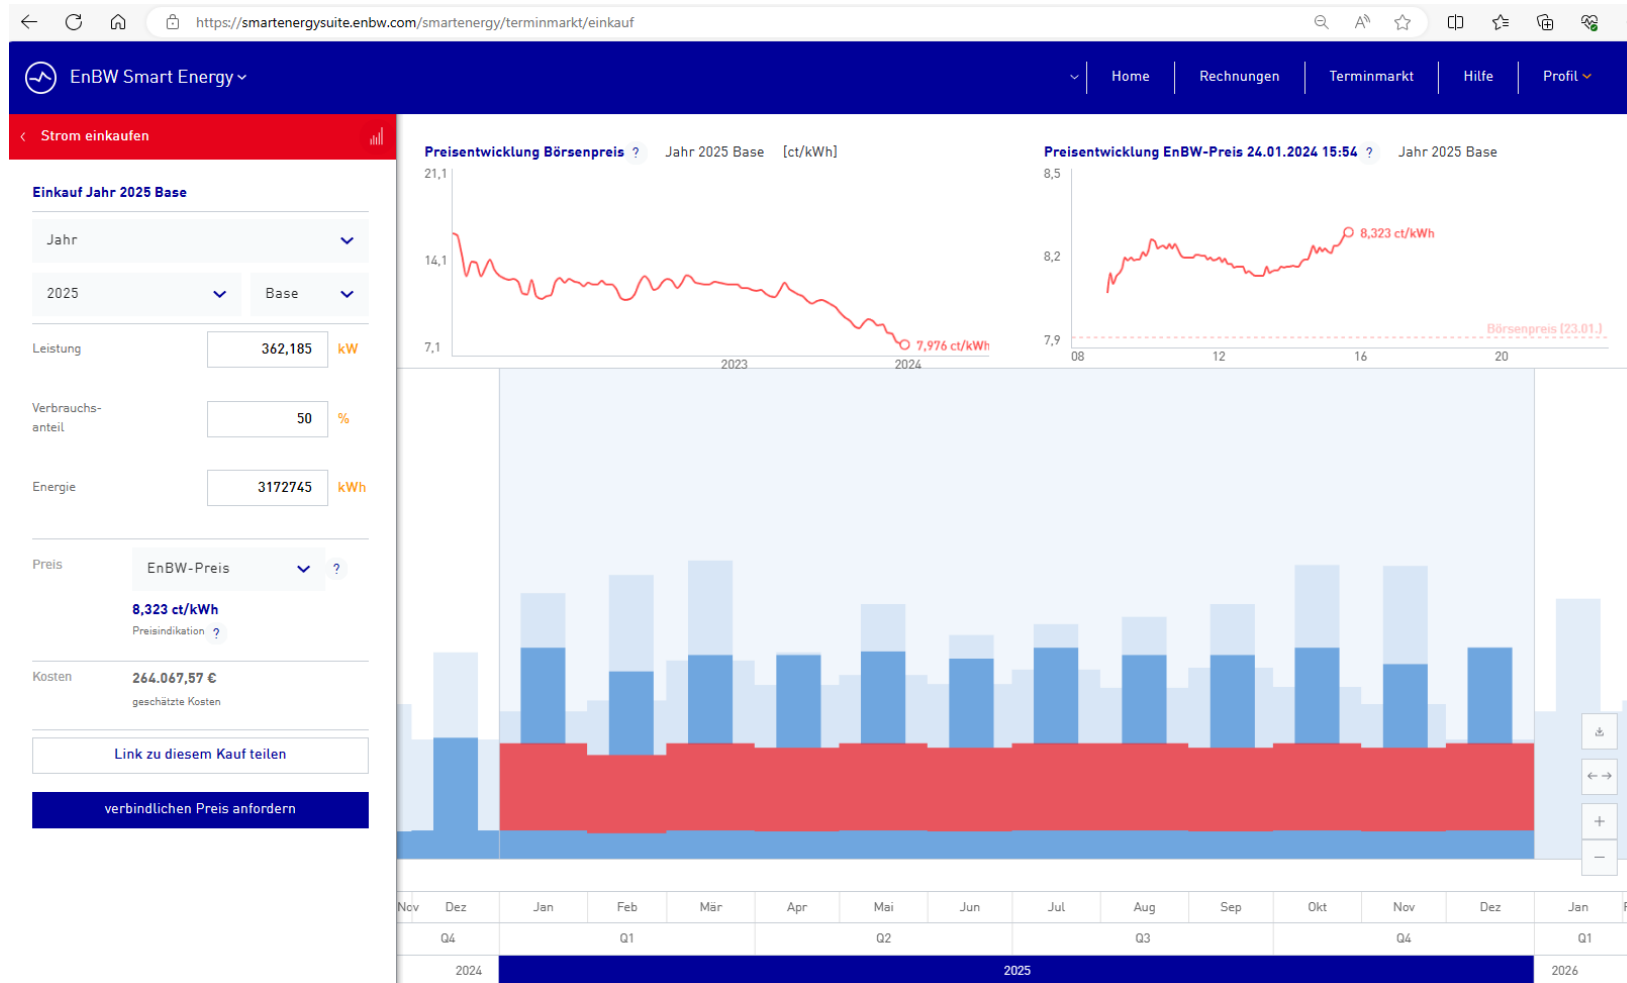 https://smartenergysuite.enbw.com/smartenergy/terminmarkt/einkauf
EnBW Smart Energy
Home
Rechnungen
Terminmarkt
Hilfe
Profil
Strom einkaufen
Einkauf Jahr 2025 Base
Jahr
2025
Base
Leistung
362,185
kW
Verbrauchs-
anteil
50
%
Energie
3172745
kWh
Preis
EnBW-Preis
?
8,323 ct/kWh
Preisindikation ?
Kosten
264.067,57 €
geschätzte Kosten
Link zu diesem Kauf teilen
verbindlichen Preis anfordern
Preisentwicklung Börsenpreis ? Jahr 2025 Base [ct/kWh]
21,1
14,1
7,1
7,976 ct/kWh
2023
2024
Preisentwicklung EnBW-Preis 24.01.2024 15:54 ? Jahr 2025 Base
8,5
8,2
7,9
8,323 ct/kWh
Börsenpreis (23.01.)
08
12
16
20
Nov
Dez
Jan
Feb
Mär
Apr
Mai
Jun
Jul
Aug
Sep
Okt
Nov
Dez
Jan
Q4
Q1
Q2
Q3
Q4
Q1
2024
2025
2026